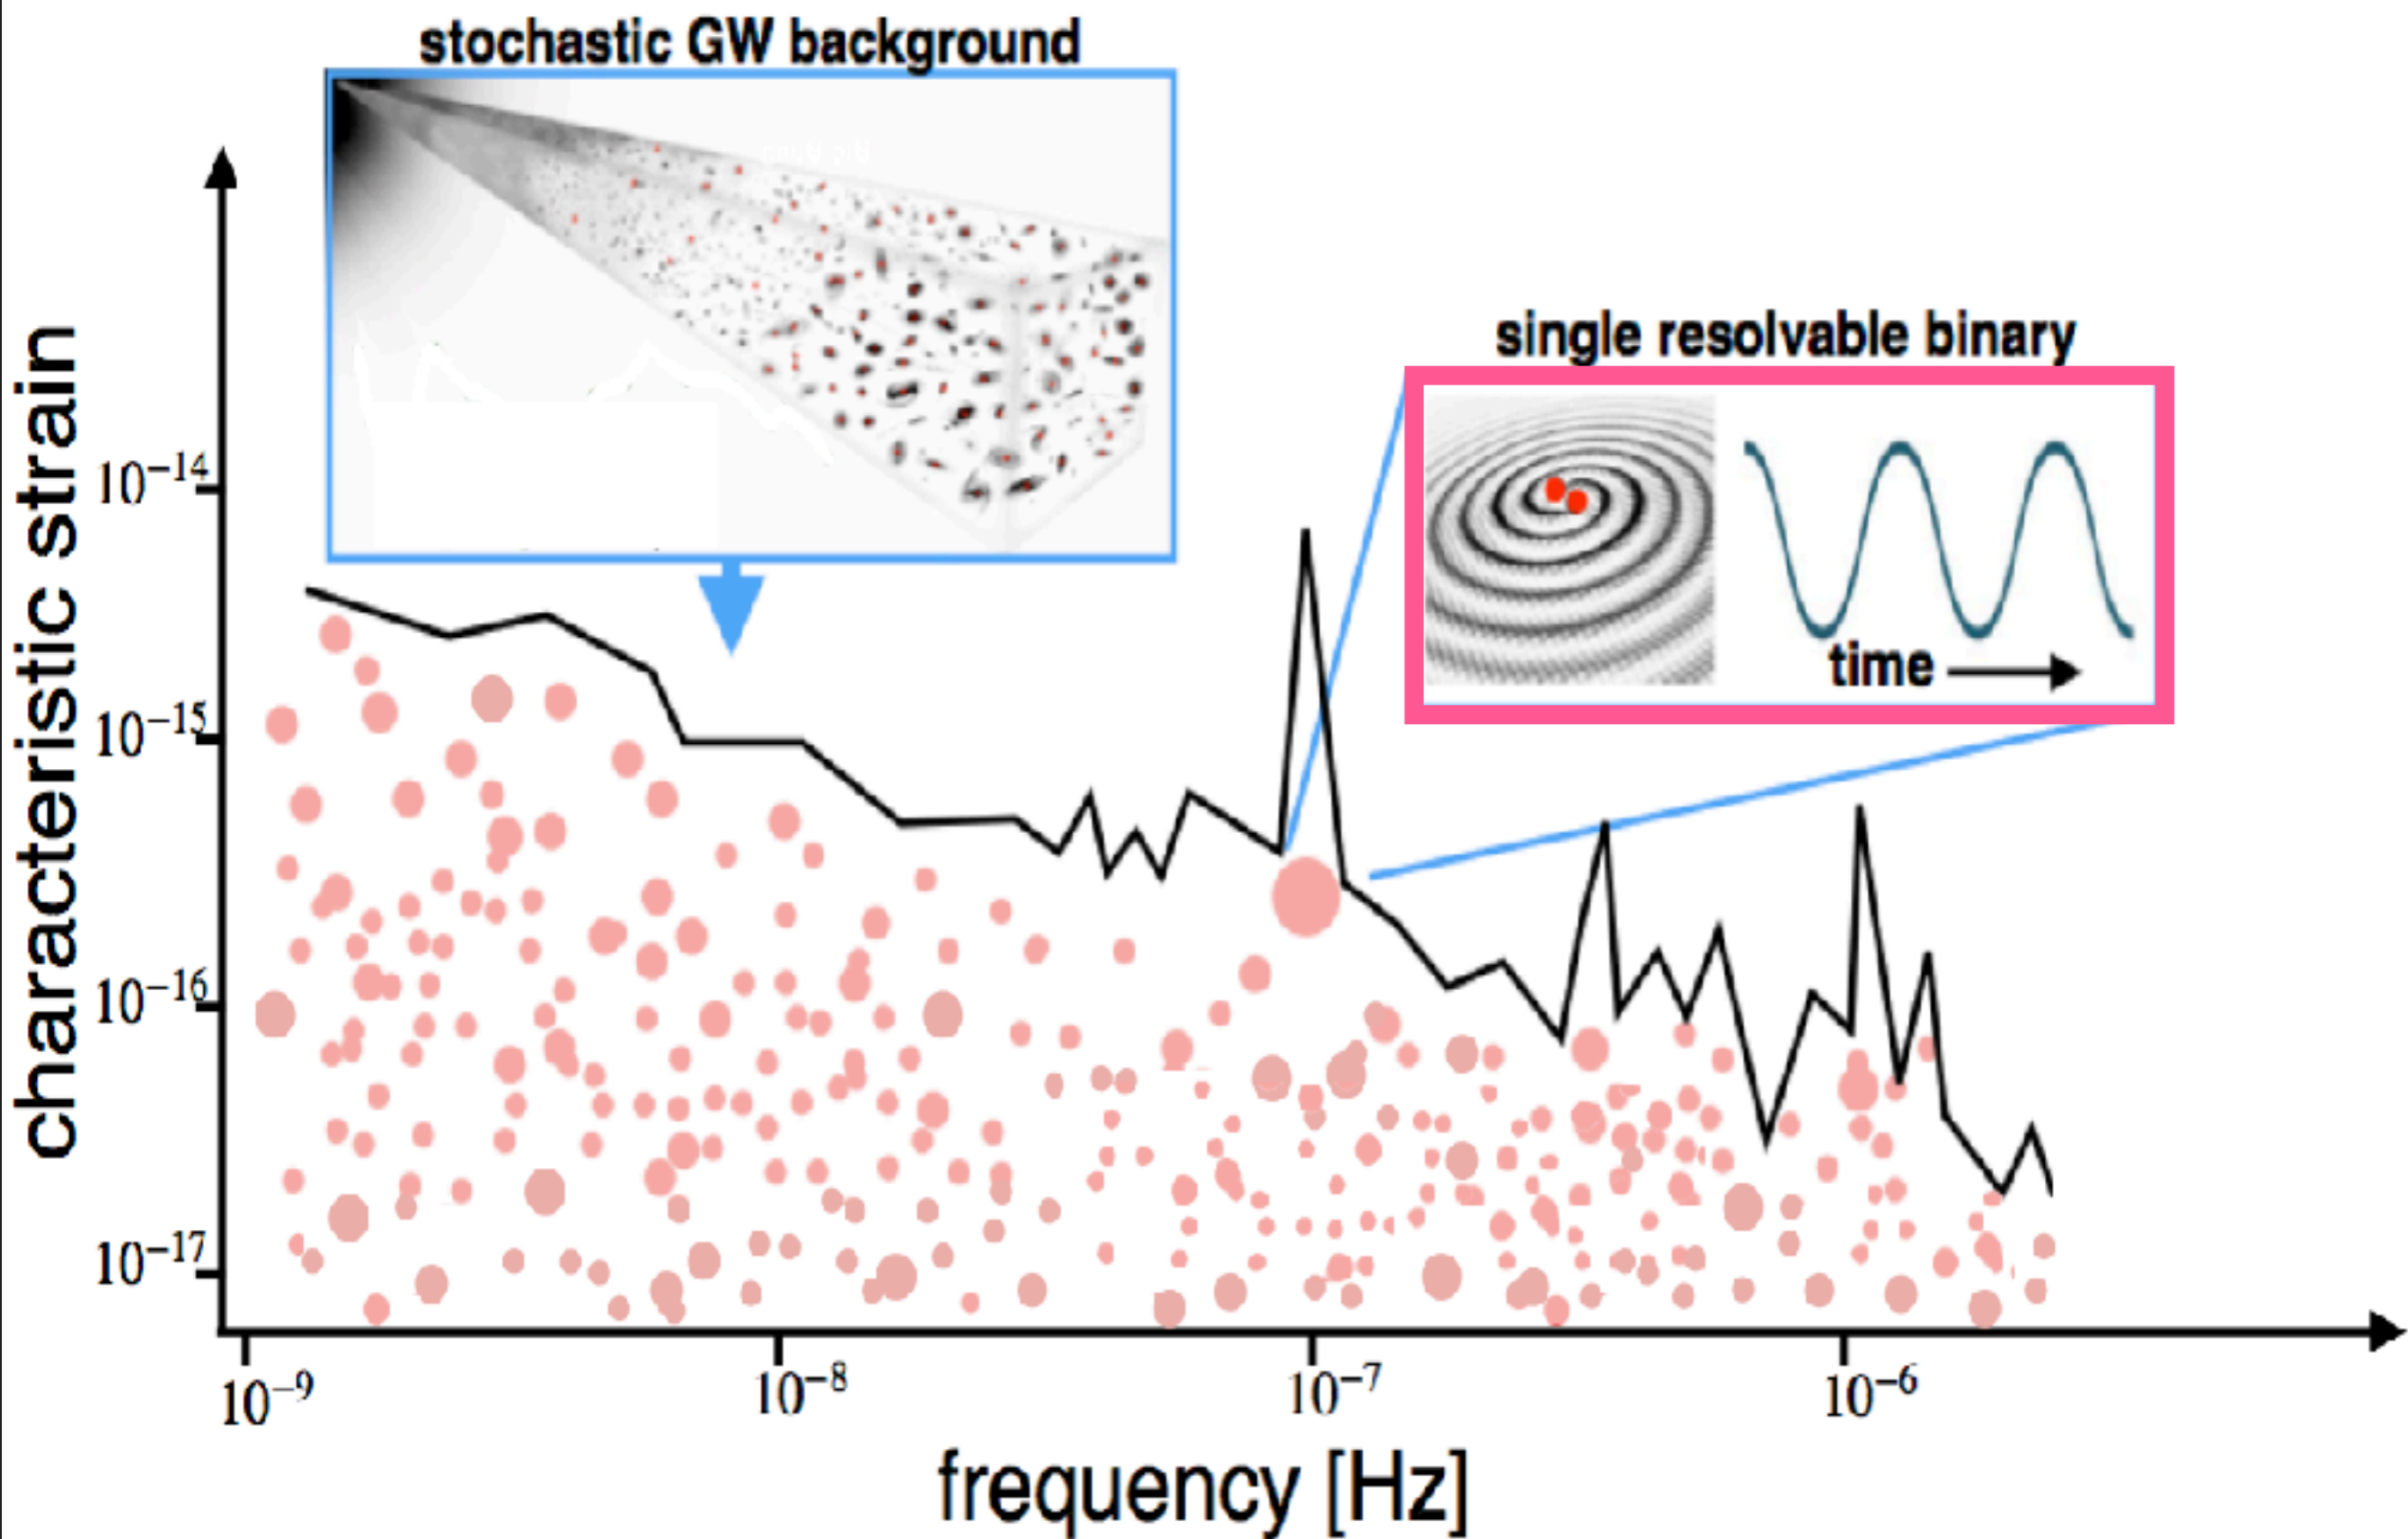 stochastic GW background
single resolvable binary
time
characteristic strain
10⁻¹⁴
10⁻¹⁵
10⁻¹⁶
10⁻¹⁷
10⁻⁹ 10⁻⁸ 10⁻⁷ 10⁻⁶
frequency [Hz]